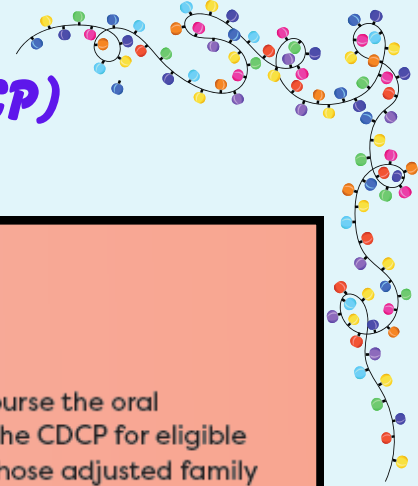 CP)
ourse the oral
he CDCP for eligible
hose adjusted family